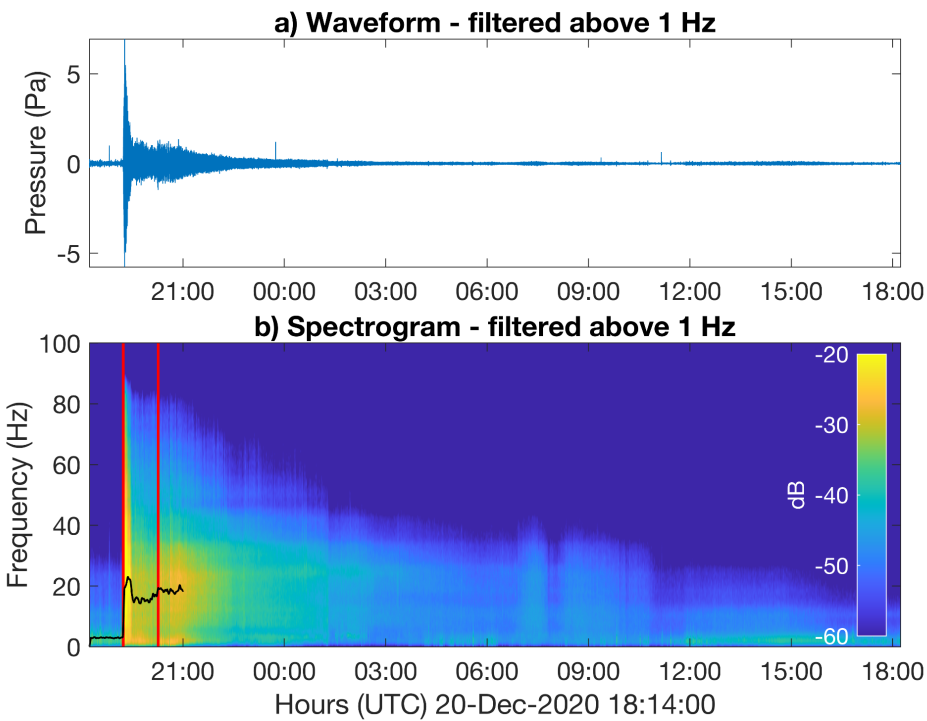 a) Waveform - filtered above 1 Hz
Pressure (Pa)
5
0
-5
21:00 00:00 03:00 06:00 09:00 12:00 15:00 18:00
b) Spectrogram - filtered above 1 Hz
Frequency (Hz)
100
80
60
40
20
0
dB
-20
-30
-40
-50
-60
21:00 00:00 03:00 06:00 09:00 12:00 15:00 18:00
Hours (UTC) 20-Dec-2020 18:14:00